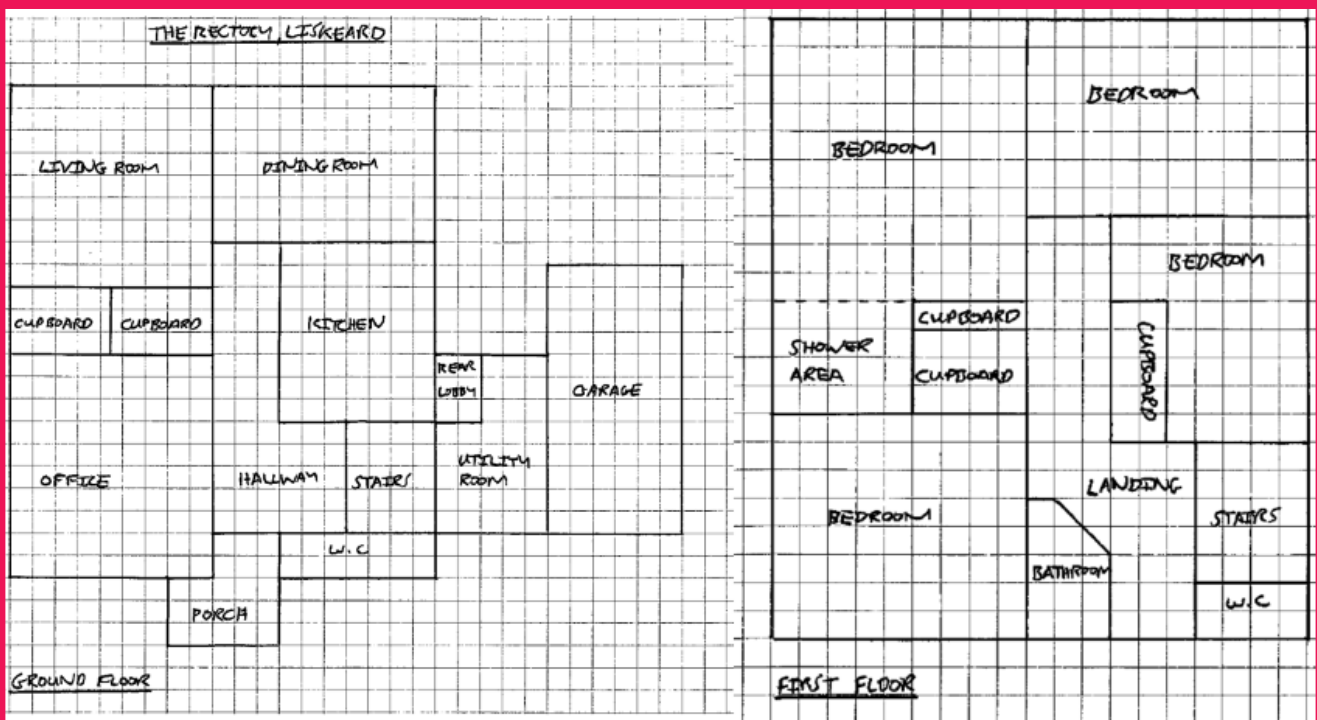 THE RECTORY, LISKEARD
LIVING ROOM
DINING ROOM
CUPBOARD
CUPBOARD
KITCHEN
REAR
LOBBY
GARAGE
OFFICE
HALLWAY
STAIRS
UTILITY
ROOM
W.C
PORCH
GROUND FLOOR
BEDROOM
BEDROOM
BEDROOM
CUPBOARD
SHOWER
AREA
CUPBOARD
CUPBOARD
LANDING
BEDROOM
STAIRS
BATHROOM
W.C
FIRST FLOOR